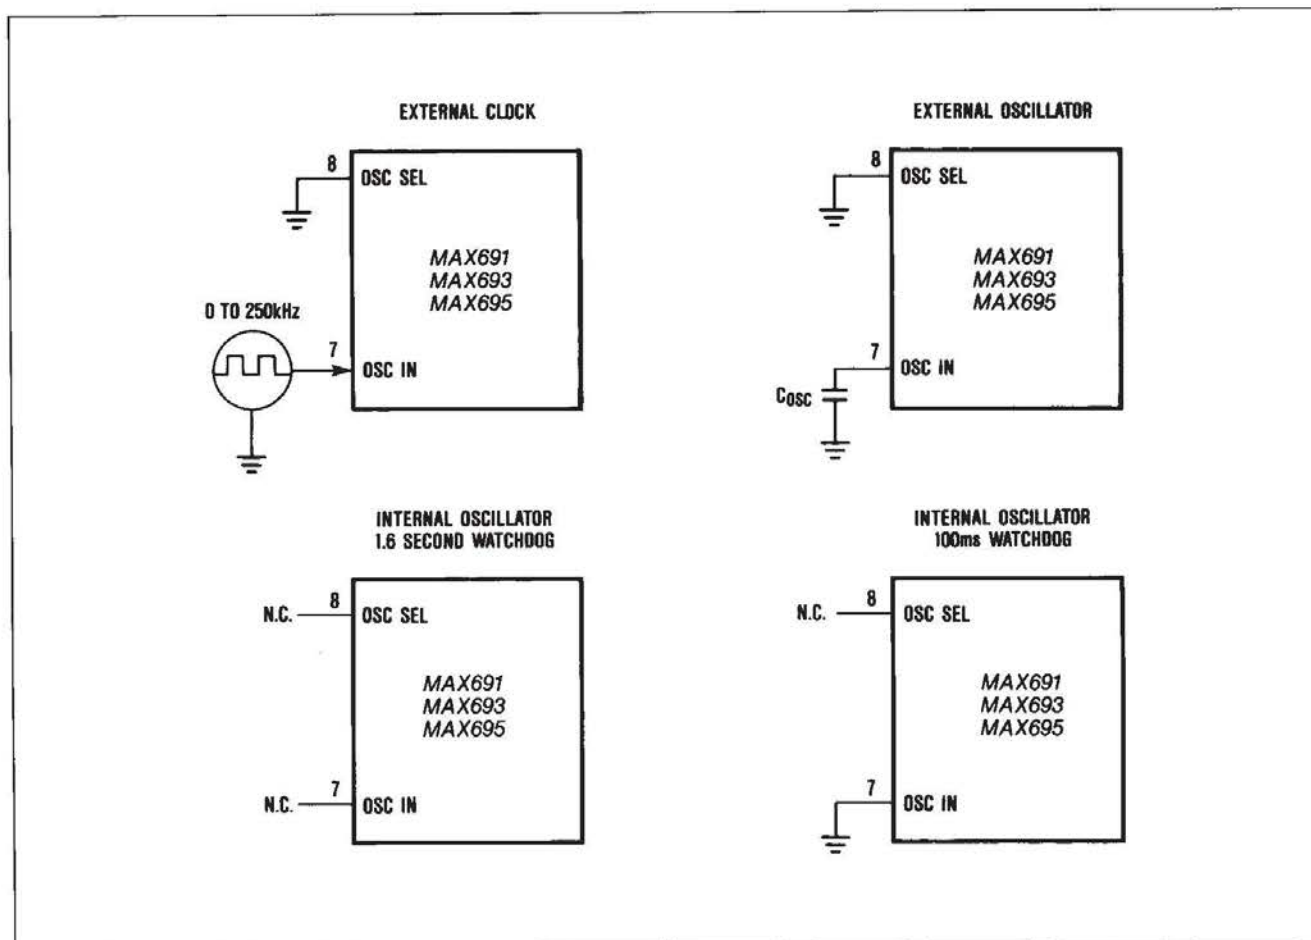 EXTERNAL CLOCK
8
OSC SEL
MAX691
MAX693
MAX695
0 TO 250kHz
7
OSC IN
EXTERNAL OSCILLATOR
8
OSC SEL
MAX691
MAX693
MAX695
7
OSC IN
COSC
INTERNAL OSCILLATOR
1.6 SECOND WATCHDOG
N.C.
8
OSC SEL
MAX691
MAX693
MAX695
N.C.
7
OSC IN
INTERNAL OSCILLATOR
100ms WATCHDOG
N.C.
8
OSC SEL
MAX691
MAX693
MAX695
7
OSC IN